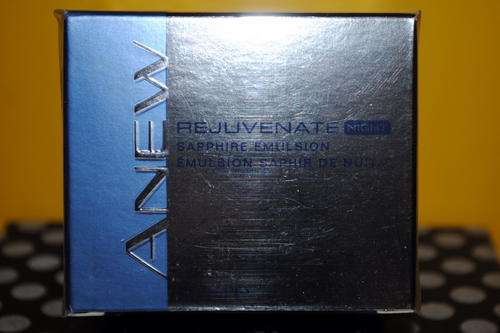 ANEW
REJUVENATE NIGHT
SAPPHIRE EMULSION
ÉMULSION SAPHIR DE NUIT